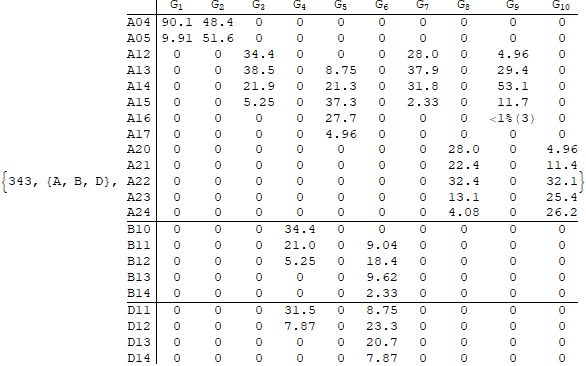 G1 G2 G3 G4 G5 G6 G7 G8 G9 G10
A04 90.1 48.4 0 0 0 0 0 0 0 0
A05 9.91 51.6 0 0 0 0 0 0 0 0
A12 0 0 34.4 0 0 0 28.0 0 4.96 0
A13 0 0 38.5 0 8.75 0 37.9 0 29.4 0
A14 0 0 21.9 0 21.3 0 31.8 0 53.1 0
A15 0 0 5.25 0 37.3 0 2.33 0 11.7 0
A16 0 0 0 0 27.7 0 0 0 <1%(3) 0
A17 0 0 0 0 4.96 0 0 0 0 0
A20 0 0 0 0 0 0 0 28.0 0 4.96
A21 0 0 0 0 0 0 0 22.4 0 11.4
{343, {A, B, D}, A22 0 0 0 0 0 0 0 32.4 0 32.1}
A23 0 0 0 0 0 0 0 13.1 0 25.4
A24 0 0 0 0 0 0 0 4.08 0 26.2
B10 0 0 0 34.4 0 0 0 0 0 0
B11 0 0 0 21.0 0 9.04 0 0 0 0
B12 0 0 0 5.25 0 18.4 0 0 0 0
B13 0 0 0 0 0 9.62 0 0 0 0
B14 0 0 0 0 0 2.33 0 0 0 0
D11 0 0 0 31.5 0 8.75 0 0 0 0
D12 0 0 0 7.87 0 23.3 0 0 0 0
D13 0 0 0 0 0 20.7 0 0 0 0
D14 0 0 0 0 0 7.87 0 0 0 0